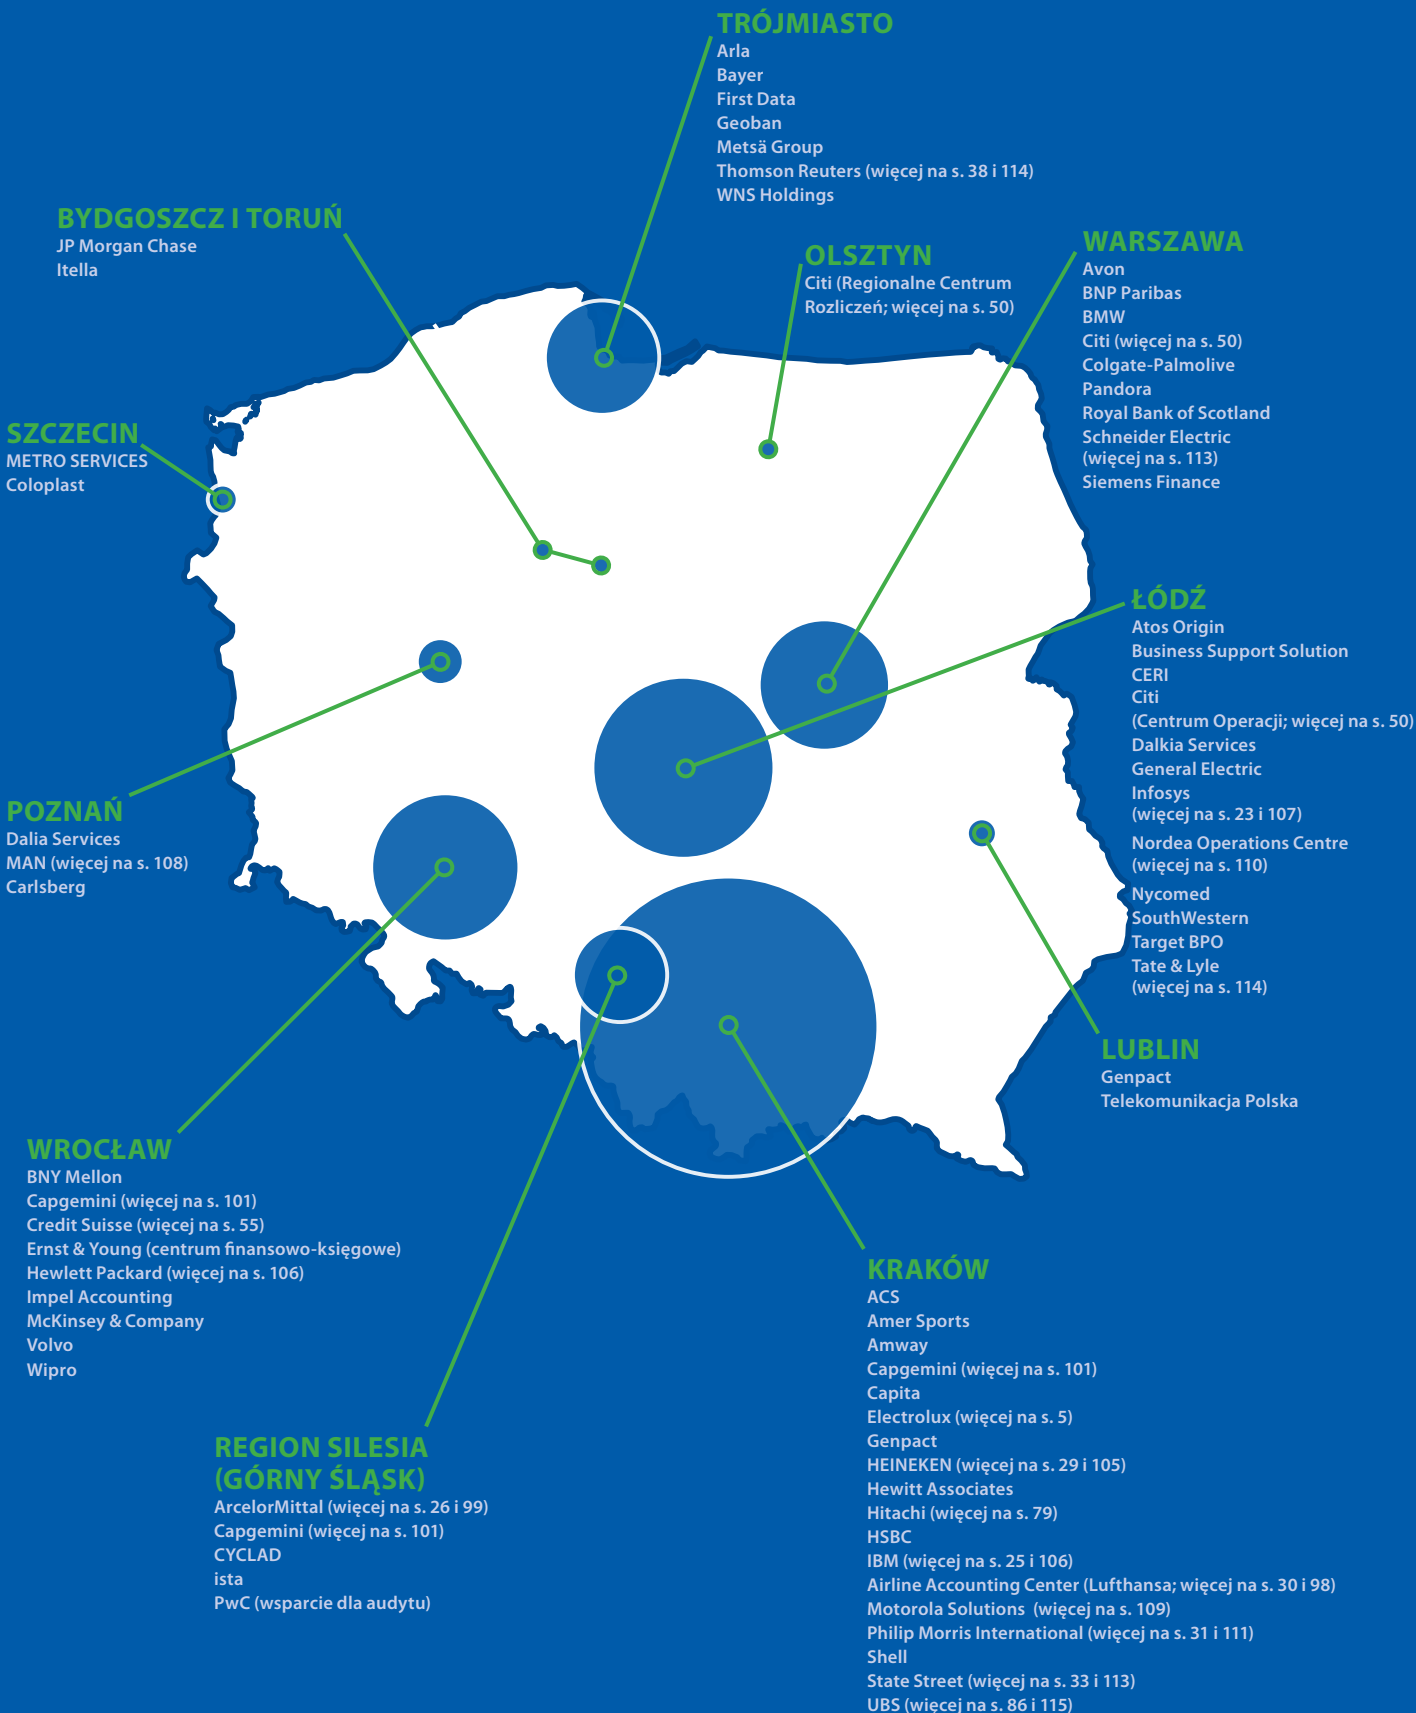 TRÓJMIASTO
Arla
Bayer
First Data
Geoban
Metsä Group
Thomson Reuters (więcej na s. 38 i 114)
WNS Holdings
BYDGOSZCZ I TORUŃ
JP Morgan Chase
Itella
OLSZTYN
Citi (Regionalne Centrum
Rozliczeń; więcej na s. 50)
WARSZAWA
Avon
BNP Paribas
BMW
Citi (więcej na s. 50)
Colgate-Palmolive
Pandora
Royal Bank of Scotland
Schneider Electric
(więcej na s. 113)
Siemens Finance
SZCZECIN
METRO SERVICES
Coloplast
ŁÓDŹ
Atos Origin
Business Support Solution
CERI
Citi
(Centrum Operacji; więcej na s. 50)
Dalkia Services
General Electric
Infosys
(więcej na s. 23 i 107)
Nordea Operations Centre
(więcej na s. 110)
Nycomed
SouthWestern
Target BPO
Tate & Lyle
(więcej na s. 114)
POZNAŃ
Dalia Services
MAN (więcej na s. 108)
Carlsberg
LUBLIN
Genpact
Telekomunikacja Polska
WROCŁAW
BNY Mellon
Capgemini (więcej na s. 101)
Credit Suisse (więcej na s. 55)
Ernst & Young (centrum finansowo-księgowe)
Hewlett Packard (więcej na s. 106)
Impel Accounting
McKinsey & Company
Volvo
Wipro
REGION SILESIA
(GÓRNY ŚLĄSK)
ArcelorMittal (więcej na s. 26 i 99)
Capgemini (więcej na s. 101)
CYCLAD
ista
PwC (wsparcie dla audytu)
KRAKÓW
ACS
Amer Sports
Amway
Capgemini (więcej na s. 101)
Capita
Electrolux (więcej na s. 5)
Genpact
HEINEKEN (więcej na s. 29 i 105)
Hewitt Associates
Hitachi (więcej na s. 79)
HSBC
IBM (więcej na s. 25 i 106)
Airline Accounting Center (Lufthansa; więcej na s. 30 i 98)
Motorola Solutions (więcej na s. 109)
Philip Morris International (więcej na s. 31 i 111)
Shell
State Street (więcej na s. 33 i 113)
UBS (więcej na s. 86 i 115)